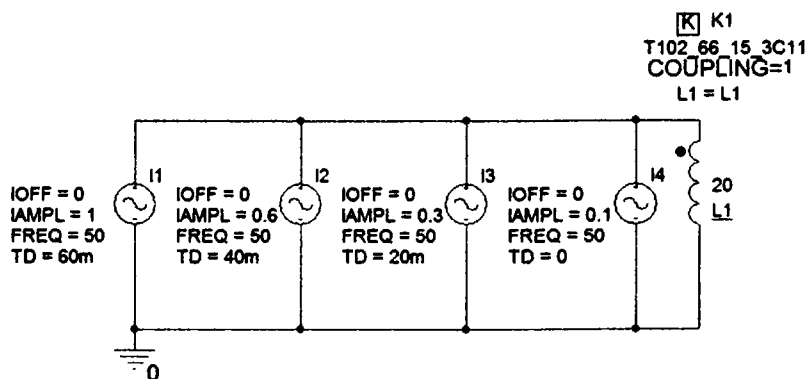 K K1
T102_66_15_3C11
COUPLING=1
L1 = L1
I1
IOFF = 0
IAMPL = 1
FREQ = 50
TD = 60m
I2
IOFF = 0
IAMPL = 0.6
FREQ = 50
TD = 40m
I3
IOFF = 0
IAMPL = 0.3
FREQ = 50
TD = 20m
I4
IOFF = 0
IAMPL = 0.1
FREQ = 50
TD = 0
20
L1
0